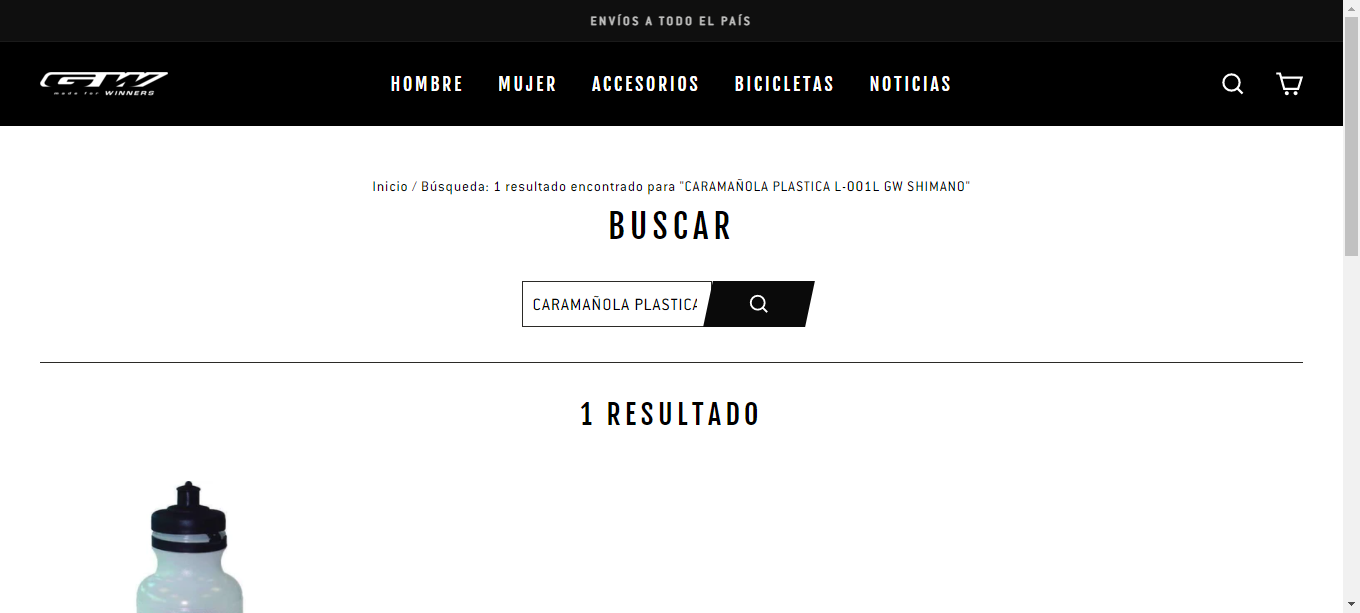 ENVÍOS A TODO EL PAÍS
GW
made for WINNERS
HOMBRE MUJER ACCESORIOS BICICLETAS NOTICIAS
Inicio / Búsqueda: 1 resultado encontrado para "CARAMAÑOLA PLASTICA L-001L GW SHIMANO"
BUSCAR
CARAMAÑOLA PLASTICA
1 RESULTADO